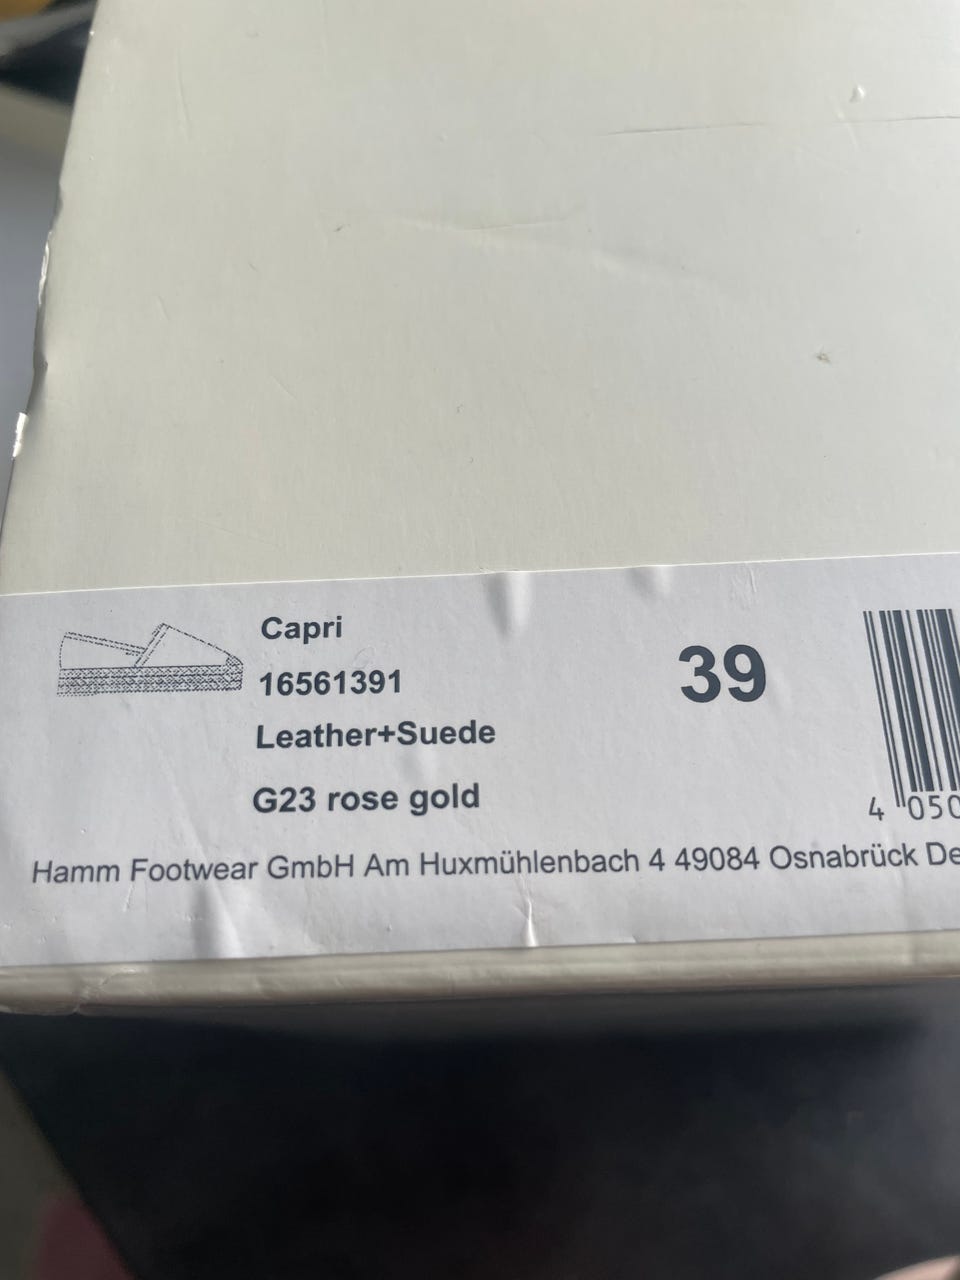 Capri
16561391
39
Leather+Suede
G23 rose gold
4 050
Hamm Footwear GmbH Am Huxmühlenbach 4 49084 Osnabrück De